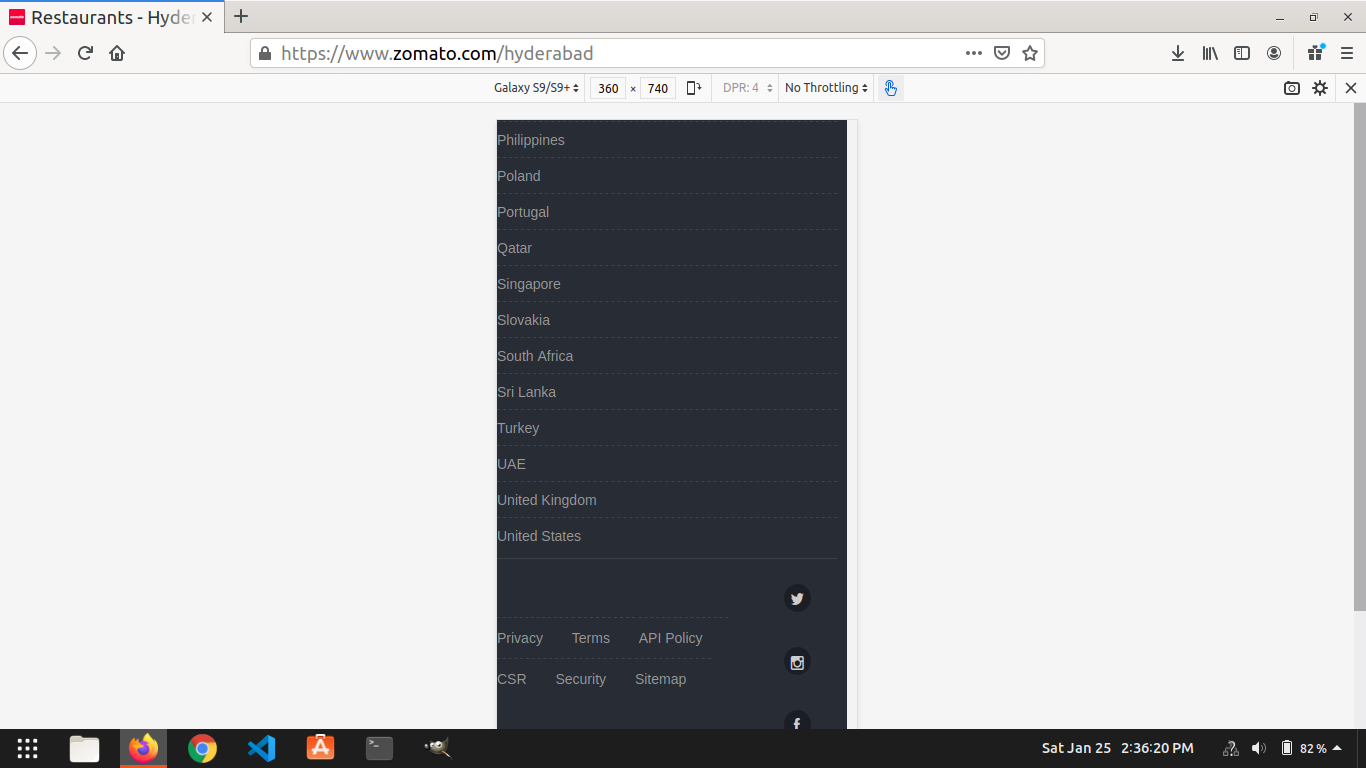 Restaurants - Hyder
https://www.zomato.com/hyderabad
Galaxy S9/S9+ 360 × 740 DPR: 4 No Throttling
Philippines
Poland
Portugal
Qatar
Singapore
Slovakia
South Africa
Sri Lanka
Turkey
UAE
United Kingdom
United States
Privacy Terms API Policy
CSR Security Sitemap
Sat Jan 25 2:36:20 PM 82 %